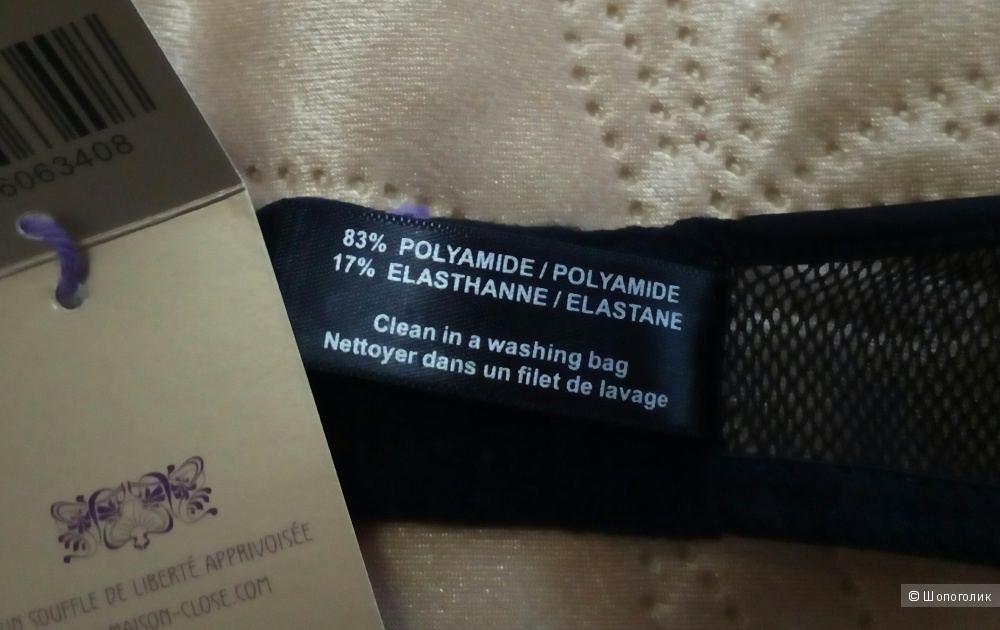 6063408
83% POLYAMIDE / POLYAMIDE
17% ELASTHANNE / ELASTANE
Clean in a washing bag
Nettoyer dans un filet de lavage
UN SOUFFLE DE LIBERTÉ APPRIVOISÉE
MAISON-CLOSE.COM
© Шопоголик